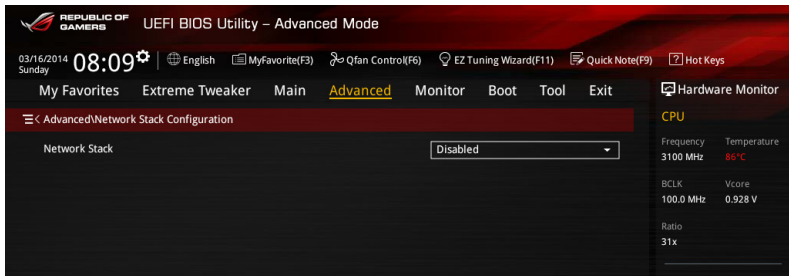 REPUBLIC OF
GAMERS
UEFI BIOS Utility – Advanced Mode
03/16/2014
Sunday
08:09
English
MyFavorite(F3)
Qfan Control(F6)
EZ Tuning Wizard(F11)
Quick Note(F9)
? Hot Keys
My Favorites Extreme Tweaker Main Advanced Monitor Boot Tool Exit
Hardware Monitor
< Advanced\Network Stack Configuration
Network Stack
Disabled
CPU
Frequency Temperature
3100 MHz 86°C
BCLK Vcore
100.0 MHz 0.928 V
Ratio
31x